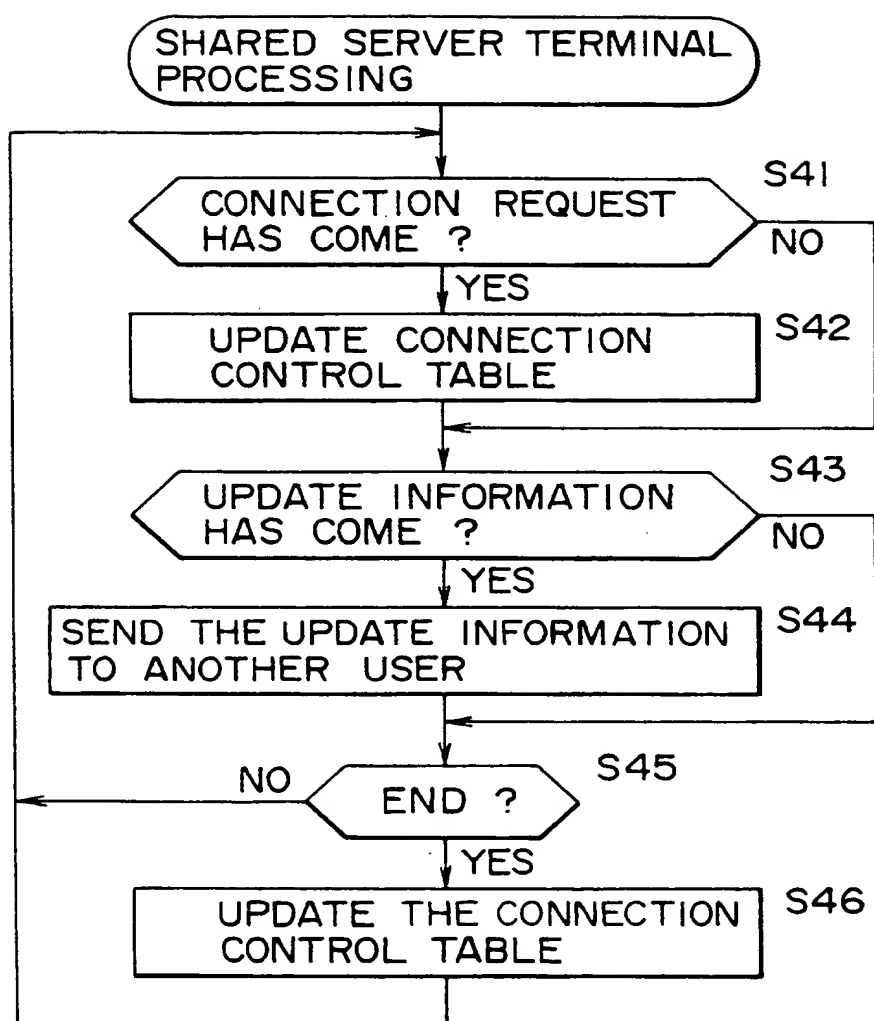 SHARED SERVER TERMINAL
PROCESSING
S41
CONNECTION REQUEST
HAS COME ?
NO
YES
S42
UPDATE CONNECTION
CONTROL TABLE
S43
UPDATE INFORMATION
HAS COME ?
NO
YES
S44
SEND THE UPDATE INFORMATION
TO ANOTHER USER
S45
NO
END ?
YES
S46
UPDATE THE CONNECTION
CONTROL TABLE